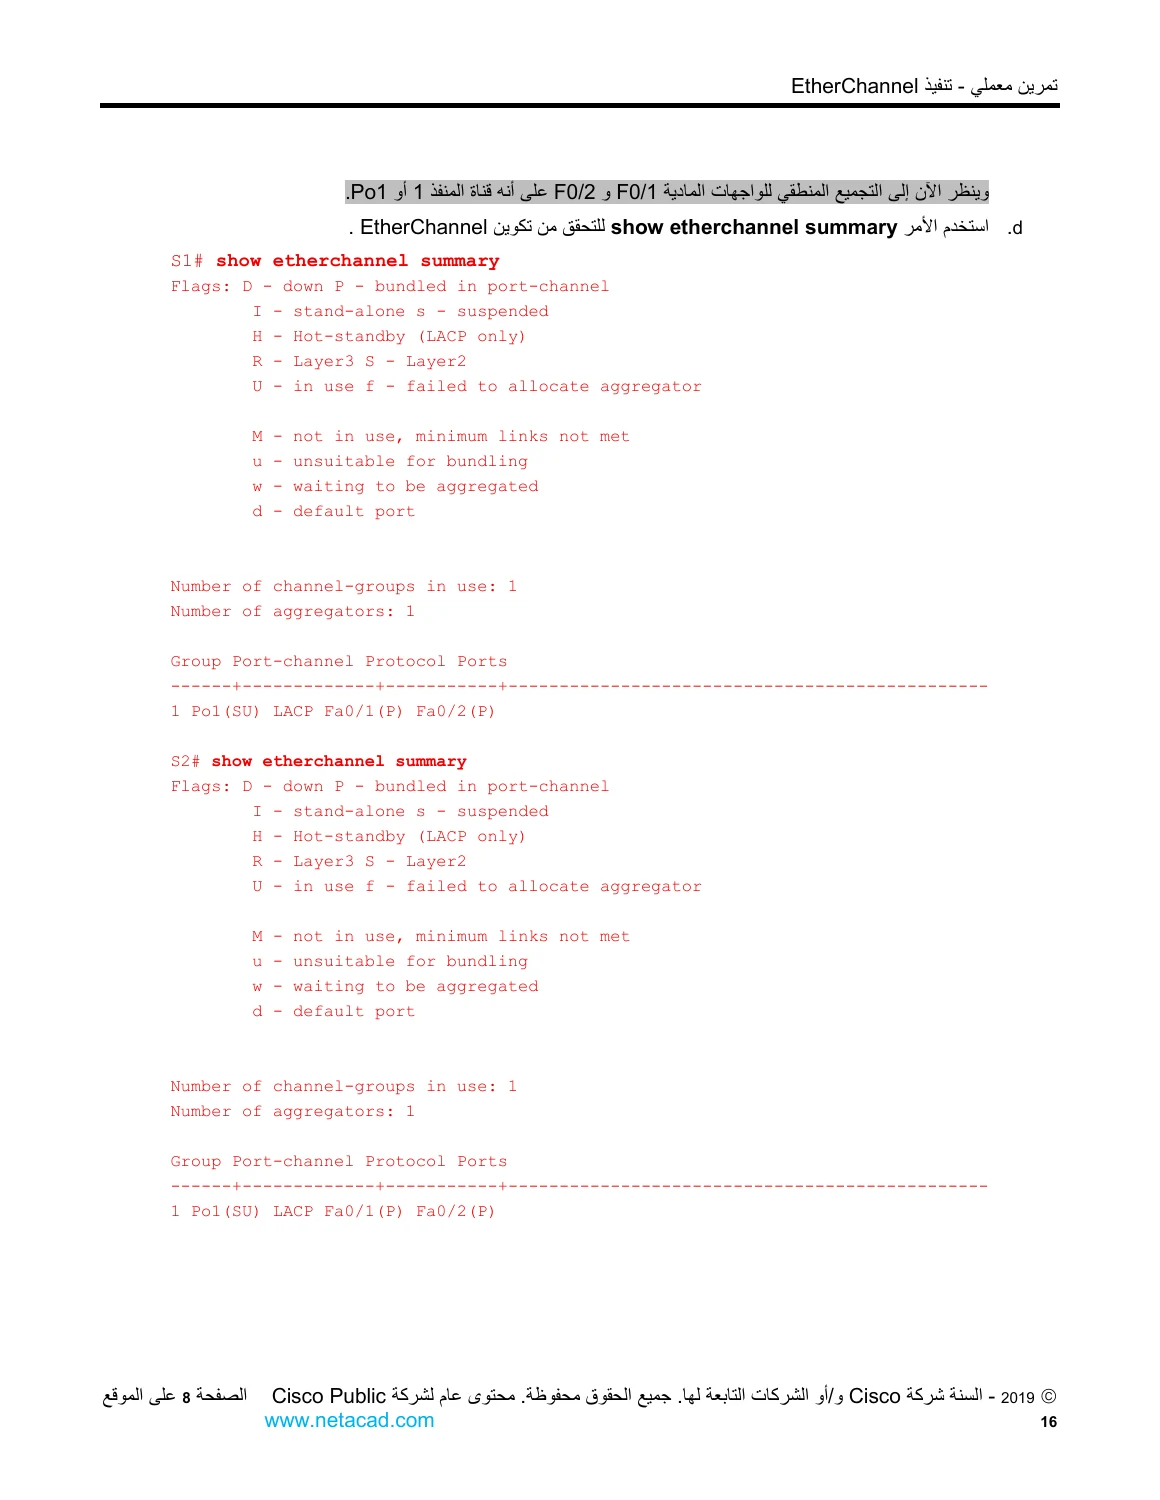 تمرين معملي - تنفيذ EtherChannel
وينظر الآن إلى التجميع المنطقي للواجهات المادية F0/1 و F0/2 على أنه قناة المنفذ 1 أو Po1.
d. استخدم الأمر show etherchannel summary للتحقق من تكوين EtherChannel .
S1# show etherchannel summary
Flags: D - down P - bundled in port-channel
I - stand-alone s - suspended
H - Hot-standby (LACP only)
R - Layer3 S - Layer2
U - in use f - failed to allocate aggregator
M - not in use, minimum links not met
u - unsuitable for bundling
w - waiting to be aggregated
d - default port
Number of channel-groups in use: 1
Number of aggregators: 1
Group Port-channel Protocol Ports
------+-------------+-----------+-----------------------------------------------
1 Po1(SU) LACP Fa0/1(P) Fa0/2(P)
S2# show etherchannel summary
Flags: D - down P - bundled in port-channel
I - stand-alone s - suspended
H - Hot-standby (LACP only)
R - Layer3 S - Layer2
U - in use f - failed to allocate aggregator
M - not in use, minimum links not met
u - unsuitable for bundling
w - waiting to be aggregated
d - default port
Number of channel-groups in use: 1
Number of aggregators: 1
Group Port-channel Protocol Ports
------+-------------+-----------+-----------------------------------------------
1 Po1(SU) LACP Fa0/1(P) Fa0/2(P)
© 2019 - السنة شركة Cisco و/أو الشركات التابعة لها. جميع الحقوق محفوظة. محتوى عام لشركة Cisco Public الصفحة 8 على الموقع
16 www.netacad.com